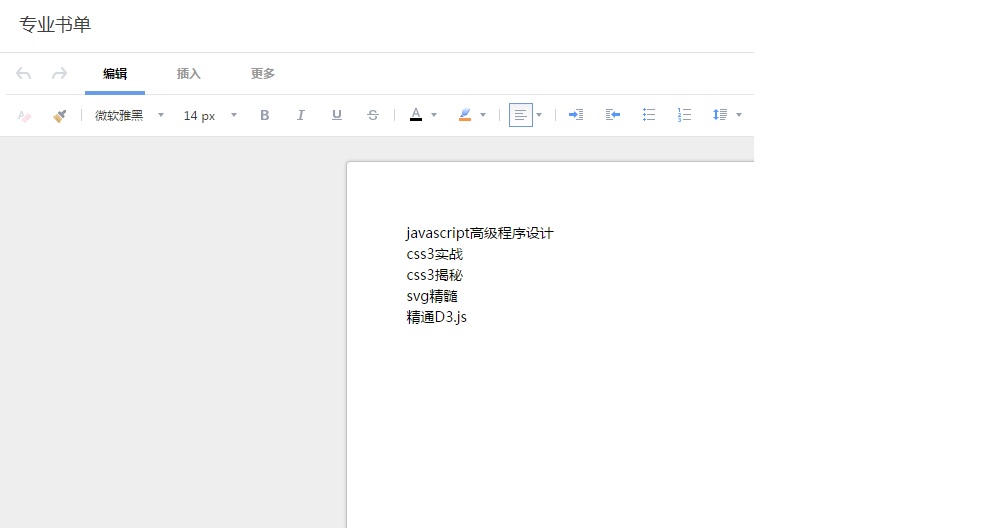 专业书单
编辑 插入 更多
微软雅黑 14 px B I U S A
javascript高级程序设计
css3实战
css3揭秘
svg精髓
精通D3.js